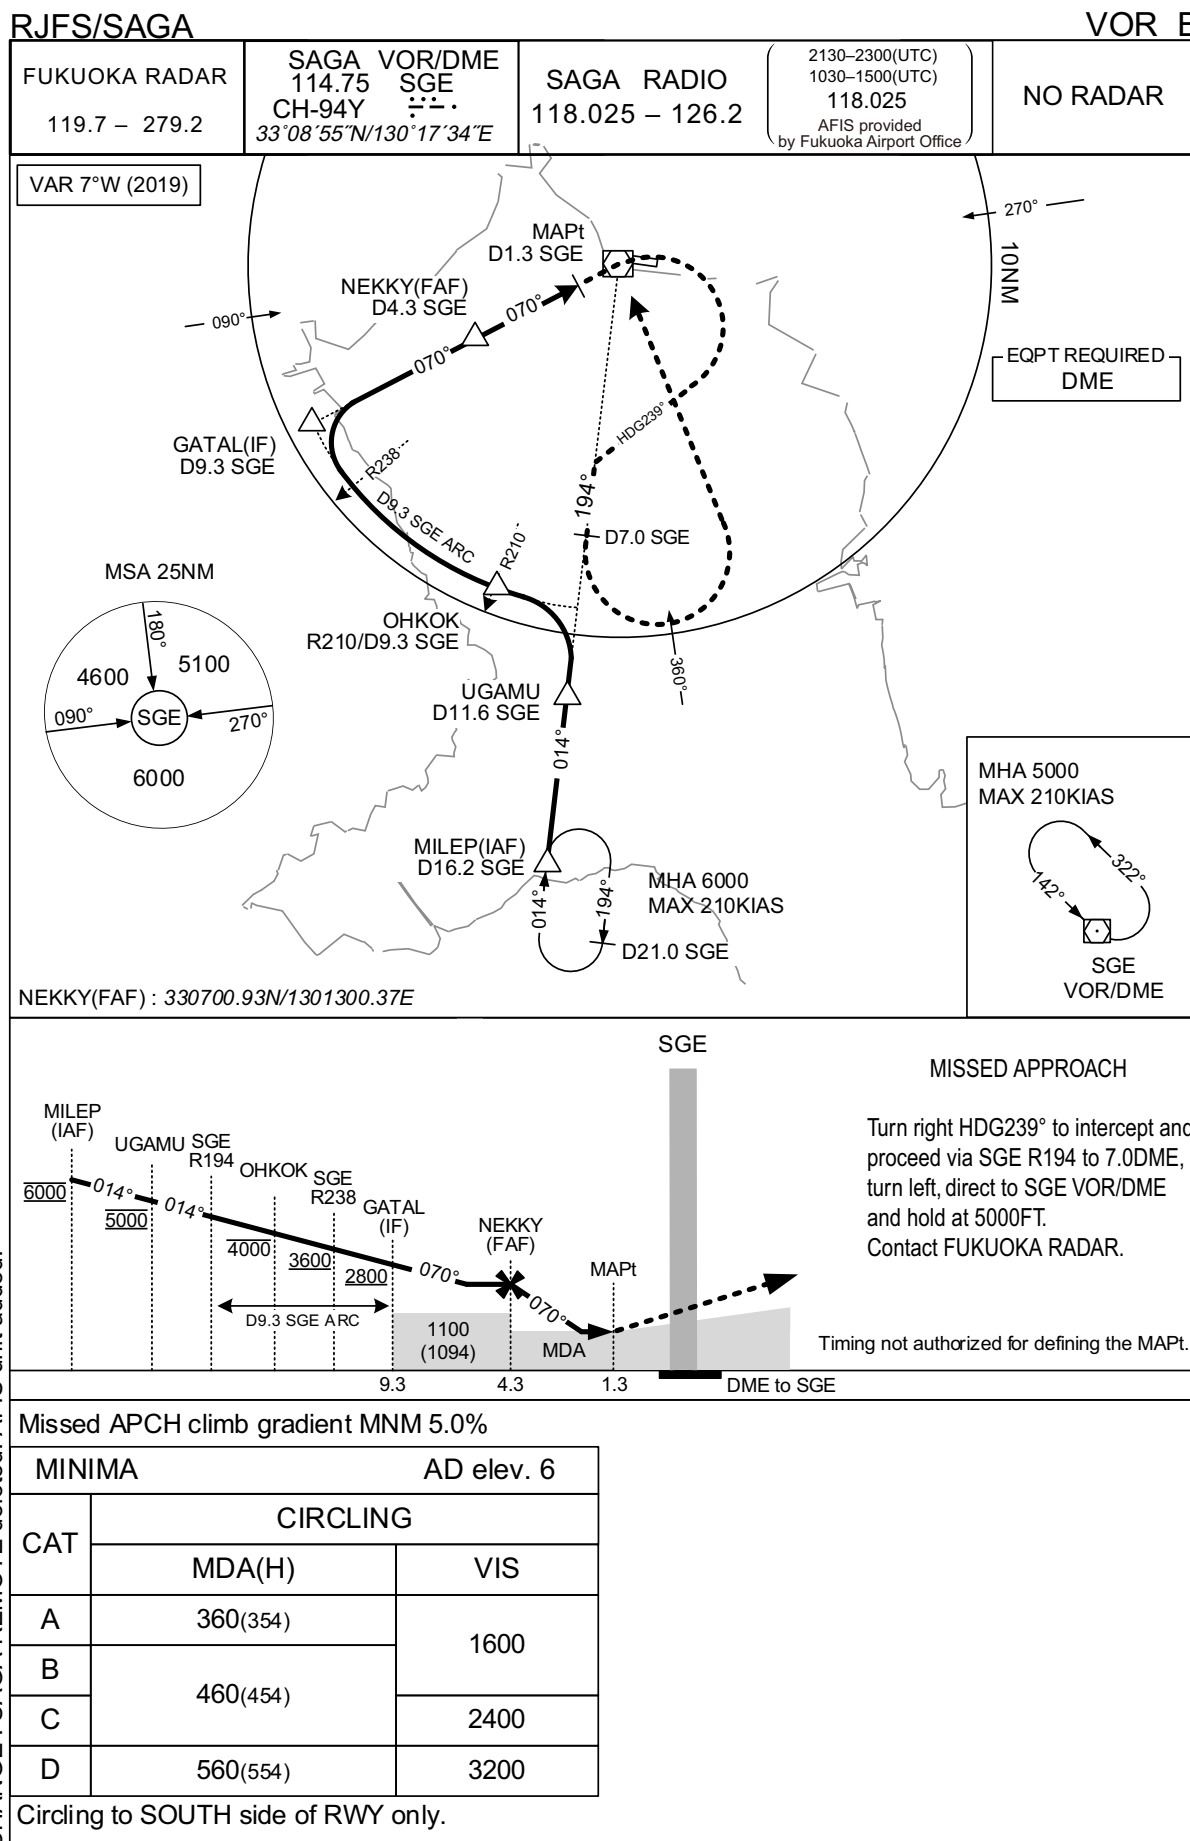 RJFS/SAGA
VOR E
FUKUOKA RADAR
119.7 – 279.2
SAGA VOR/DME
114.75 SGE
CH-94Y
33°08′55″N/130°17′34″E
SAGA RADIO
118.025 – 126.2
2130–2300(UTC)
1030–1500(UTC)
118.025
AFIS provided
by Fukuoka Airport Office
NO RADAR
VAR 7°W (2019)
270°
10NM
MAPt
D1.3 SGE
NEKKY(FAF)
D4.3 SGE
070°
090°
070°
EQPT REQUIRED
DME
HDG239°
GATAL(IF)
D9.3 SGE
R238
D9.3 SGE ARC
194°
R210
D7.0 SGE
MSA 25NM
180°
4600
5100
090°
SGE
270°
6000
OHKOK
R210/D9.3 SGE
360°
UGAMU
D11.6 SGE
014°
MILEP(IAF)
D16.2 SGE
014°
194°
MHA 6000
MAX 210KIAS
D21.0 SGE
MHA 5000
MAX 210KIAS
322°
142°
SGE
VOR/DME
NEKKY(FAF) : 330700.93N/1301300.37E
SGE
MISSED APPROACH
Turn right HDG239° to intercept and
proceed via SGE R194 to 7.0DME,
turn left, direct to SGE VOR/DME
and hold at 5000FT.
Contact FUKUOKA RADAR.
MILEP
(IAF)
UGAMU
SGE
R194
OHKOK
SGE
R238
GATAL
(IF)
NEKKY
(FAF)
MAPt
6000
014°
5000
014°
4000
3600
2800
070°
070°
D9.3 SGE ARC
1100
(1094)
MDA
Timing not authorized for defining the MAPt.
9.3
4.3
1.3
DME to SGE
Missed APCH climb gradient MNM 5.0%
MINIMA
AD elev. 6
CAT
CIRCLING
MDA(H)
VIS
A
360(354)
1600
B
460(454)
C
2400
D
560(554)
3200
Circling to SOUTH side of RWY only.